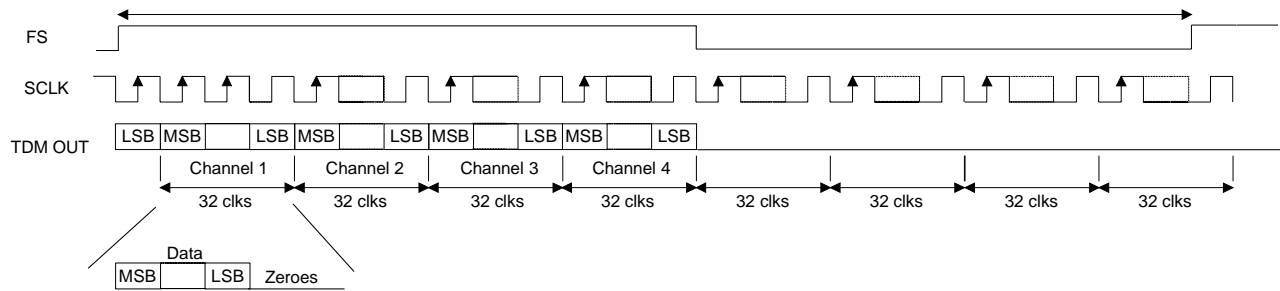 FS
SCLK
TDM OUT
LSB MSB LSB MSB LSB MSB LSB MSB LSB
Channel 1 Channel 2 Channel 3 Channel 4
32 clks 32 clks 32 clks 32 clks 32 clks 32 clks 32 clks 32 clks
Data
MSB LSB Zeroes